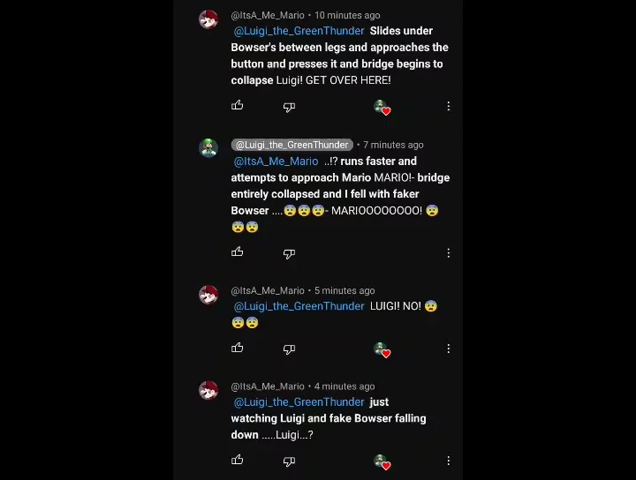 @ItsA_Me_Mario • 10 minutes ago
@Luigi_the_GreenThunder Slides under
Bowser's between legs and approaches the
button and presses it and bridge begins to
collapse Luigi! GET OVER HERE!
@Luigi_the_GreenThunder • 7 minutes ago
@ItsA_Me_Mario ..!? runs faster and
attempts to approach Mario MARIO!- bridge
entirely collapsed and I fell with faker
Bowser ....😨😨😨- MARIOOOOOOOO! 😨
😨😨
@ItsA_Me_Mario • 5 minutes ago
@Luigi_the_GreenThunder LUIGI! NO! 😨
😨😨
@ItsA_Me_Mario • 4 minutes ago
@Luigi_the_GreenThunder just
watching Luigi and fake Bowser falling
down .....Luigi...?